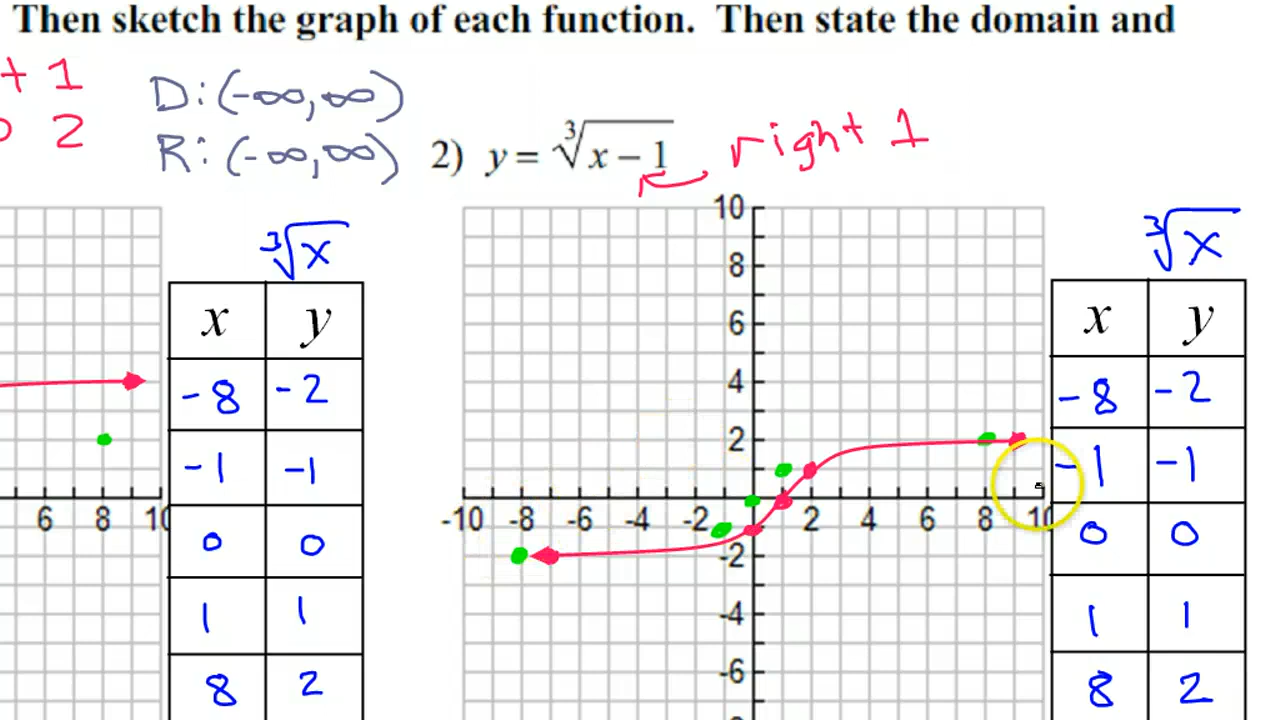 Then sketch the graph of each function. Then state the domain and
1
2
D: (-∞, ∞)
R: (-∞, ∞)
2) y = ∛x − 1
right 1
∛x
x y
-8 -2
-1 -1
0 0
1 1
8 2
6 8 10
10
8
6
4
2
-10 -8 -6 -4 -2 2 4 6 8 10
-2
-4
-6
∛x
x y
-8 -2
-1 -1
0 0
1 1
8 2